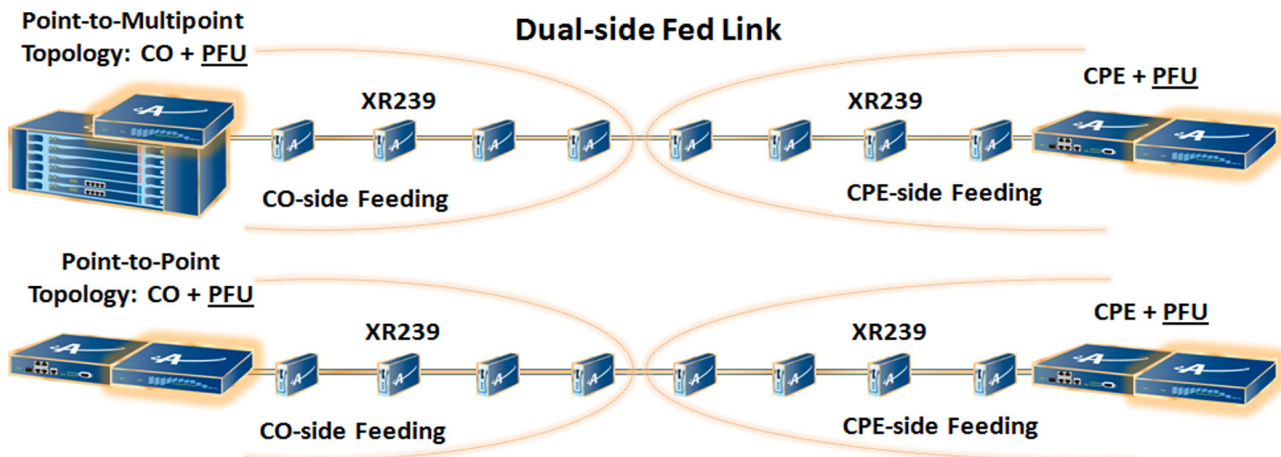 Dual-side Fed Link
Point-to-Multipoint
Topology: CO + PFU
XR239
CO-side Feeding
XR239
CPE-side Feeding
CPE + PFU
Point-to-Point
Topology: CO + PFU
XR239
CO-side Feeding
XR239
CPE-side Feeding
CPE + PFU